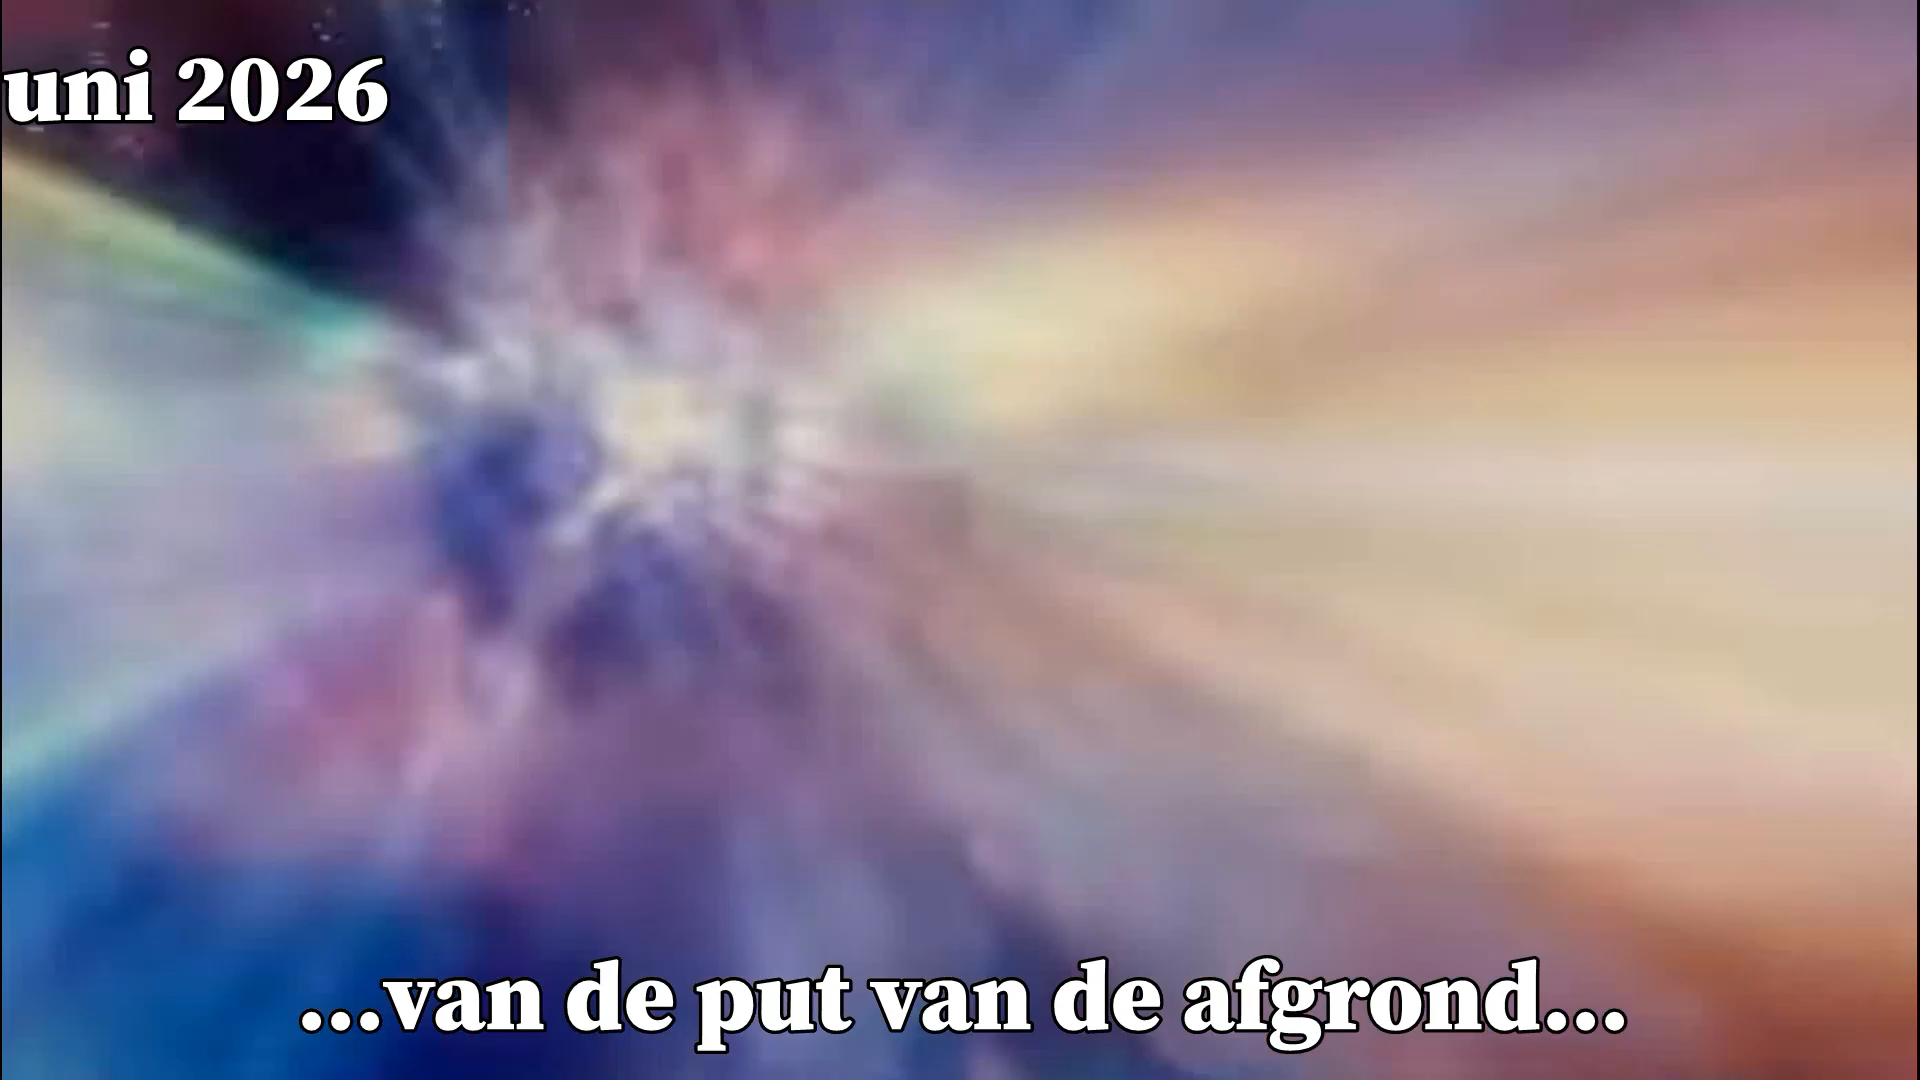 uni 2026
...van de put van de afgrond...